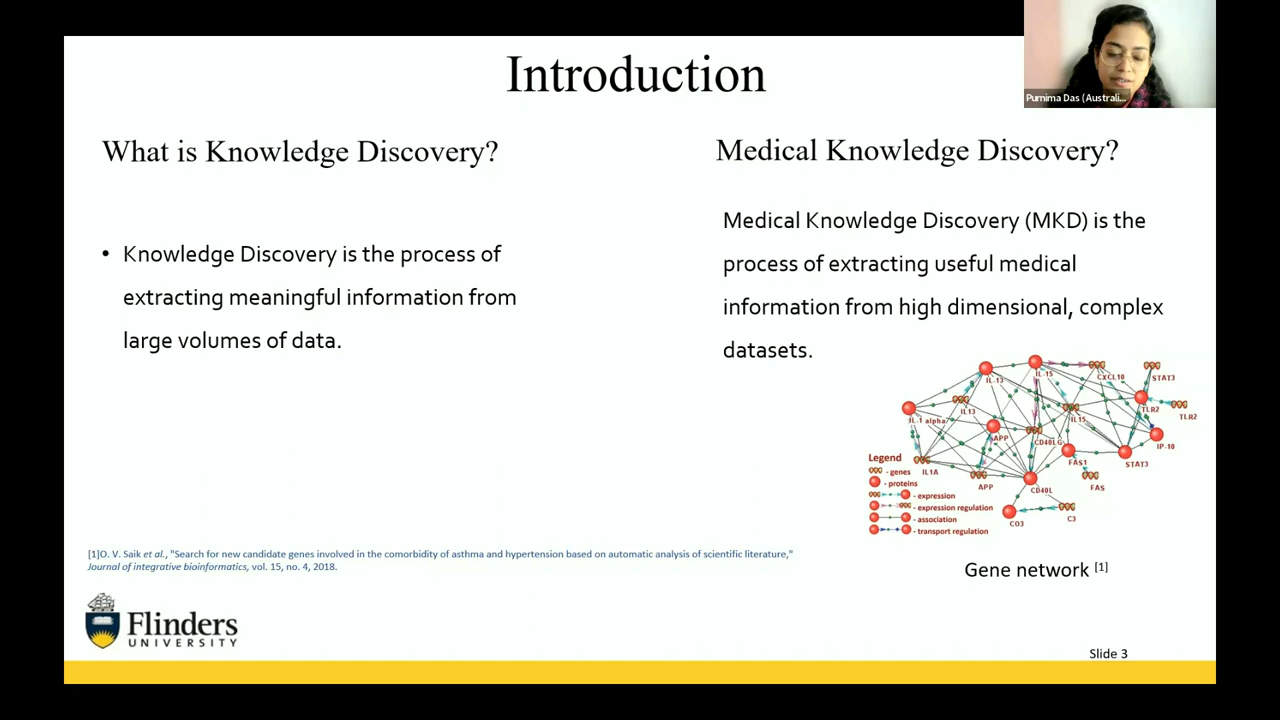 Introduction
Purnima Das (Australi...
What is Knowledge Discovery?
• Knowledge Discovery is the process of
extracting meaningful information from
large volumes of data.
Medical Knowledge Discovery?
Medical Knowledge Discovery (MKD) is the
process of extracting useful medical
information from high dimensional, complex
datasets.
IL-13
IL-15
CXCL10
STAT3
IL13
IL15
TLR2
TLR2
IL-1 alpha
APP
CD40LG
IP-10
IL1A
APP
CD40L
FAS1
FAS
STAT3
CO3
C3
Legend
- genes
- proteins
- expression
- expression regulation
- association
- transport regulation
Gene network [1]
[1]O. V. Saik et al., "Search for new candidate genes involved in the comorbidity of asthma and hypertension based on automatic analysis of scientific literature,"
Journal of integrative bioinformatics, vol. 15, no. 4, 2018.
Flinders
UNIVERSITY
Slide 3